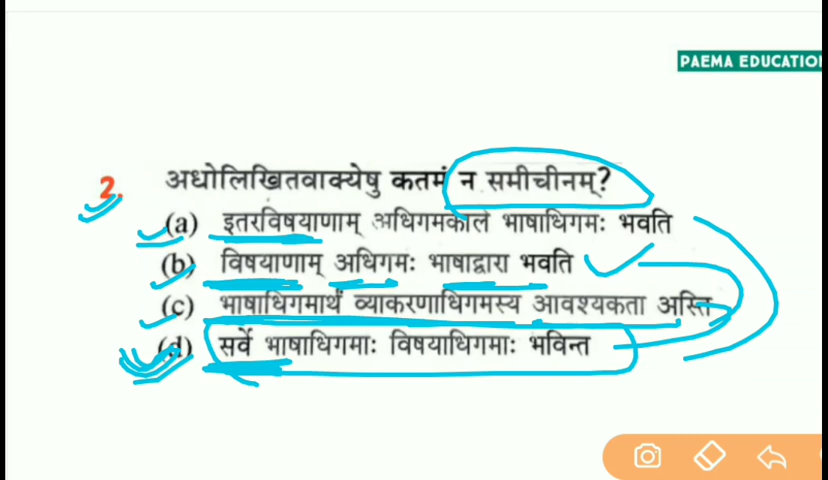 PAEMA EDUCATIO
2. अधोलिखितवाक्येषु कतमं न समीचीनम्?
(a) इतरविषयाणाम् अधिगमकाले भाषाधिगमः भवति
(b) विषयाणाम् अधिगमः भाषाद्वारा भवति
(c) भाषाधिगमार्थं व्याकरणाधिगमस्य आवश्यकता अस्ति
(d) सर्वे भाषाधिगमाः विषयाधिगमाः भविन्त